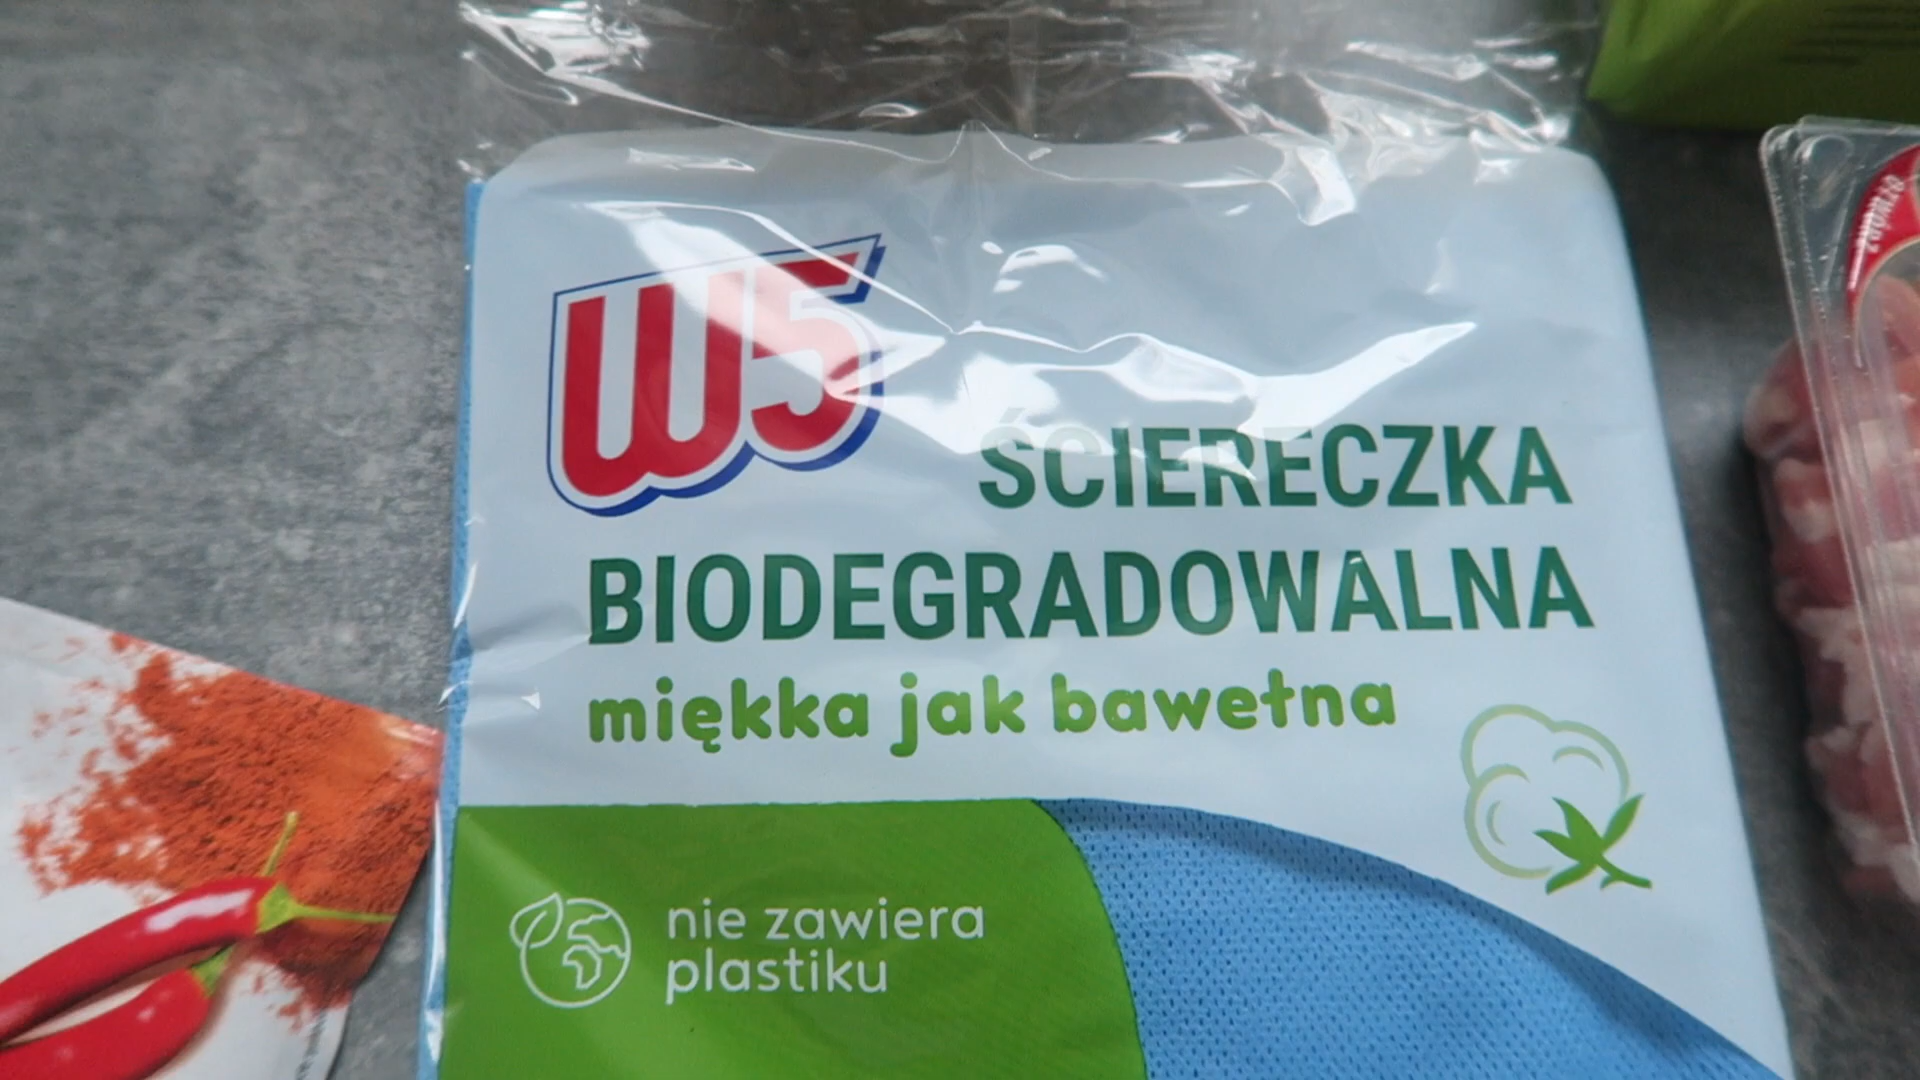 W5
ŚCIERECZKA
BIODEGRADOWALNA
miękka jak bawełna
nie zawiera
plastiku